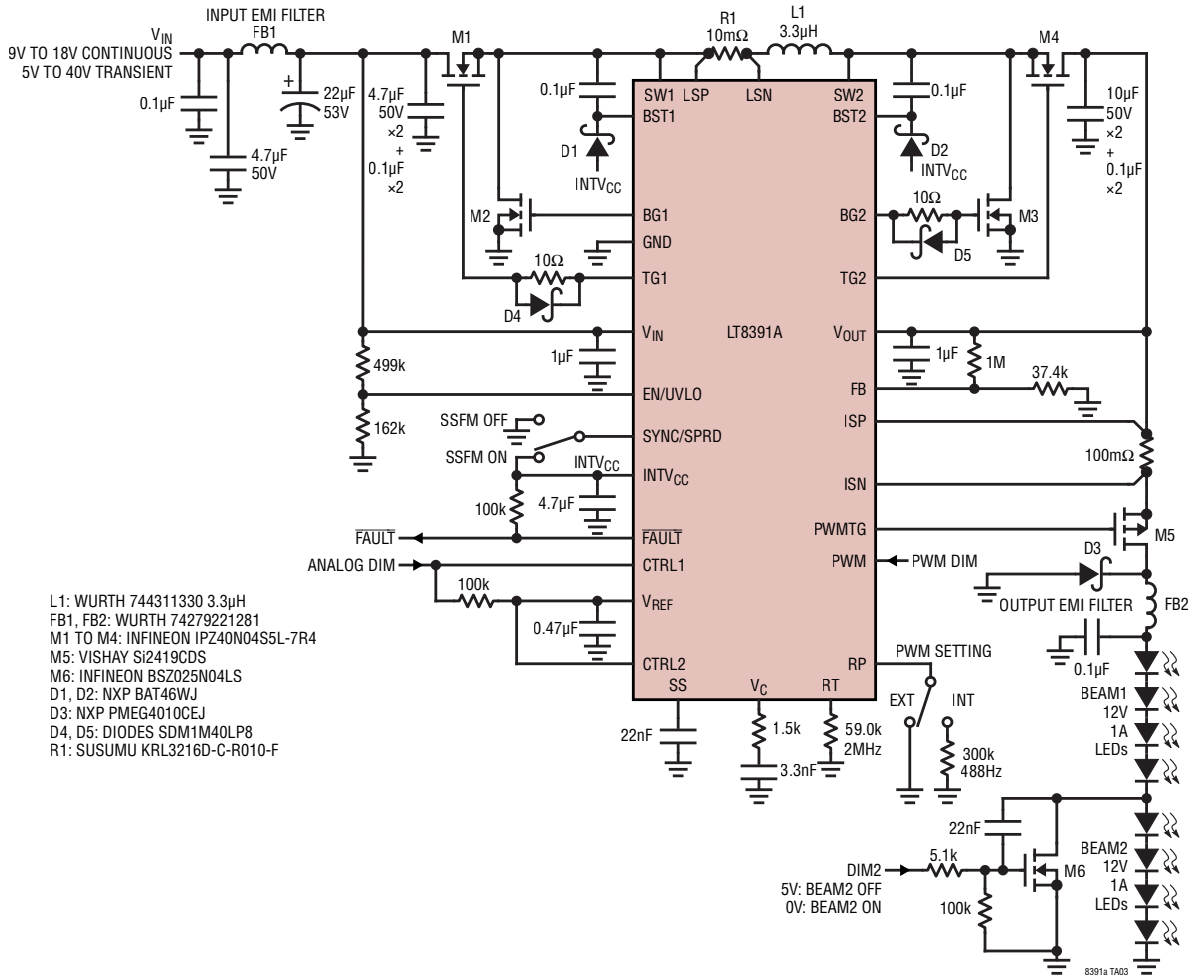 INPUT EMI FILTER
FB1
VIN
9V TO 18V CONTINUOUS
5V TO 40V TRANSIENT
0.1µF
4.7µF
50V
+
22µF
53V
4.7µF
50V
×2
+
0.1µF
×2
M1
R1
10mΩ
L1
3.3µH
M4
0.1µF
D1
INTVCC
SW1
LSP
LSN
SW2
BST1
BST2
0.1µF
D2
INTVCC
10µF
50V
×2
+
0.1µF
×2
M2
BG1
GND
BG2
10Ω
D5
M3
10Ω
D4
TG1
TG2
LT8391A
VIN
1µF
VOUT
1µF
1M
499k
162k
EN/UVLO
FB
37.4k
ISP
100mΩ
ISN
SSFM OFF
SSFM ON
SYNC/SPRD
INTVCC
INTVCC
100k
4.7µF
PWMTG
M5
FAULT
FAULT
ANALOG DIM
CTRL1
PWM
PWM DIM
D3
100k
VREF
0.47µF
CTRL2
OUTPUT EMI FILTER
FB2
0.1µF
RP
PWM SETTING
EXT
INT
300k
488Hz
SS
VC
RT
22nF
1.5k
3.3nF
59.0k
2MHz
BEAM1
12V
1A
LEDs
BEAM2
12V
1A
LEDs
22nF
5.1k
M6
100k
DIM2
5V: BEAM2 OFF
0V: BEAM2 ON
L1: WURTH 744311330 3.3µH
FB1, FB2: WURTH 74279221281
M1 TO M4: INFINEON IPZ40N04S5L-7R4
M5: VISHAY Si2419CDS
M6: INFINEON BSZ025N04LS
D1, D2: NXP BAT46WJ
D3: NXP PMEG4010CEJ
D4, D5: DIODES SDM1M40LP8
R1: SUSUMU KRL3216D-C-R010-F
8391a TA03